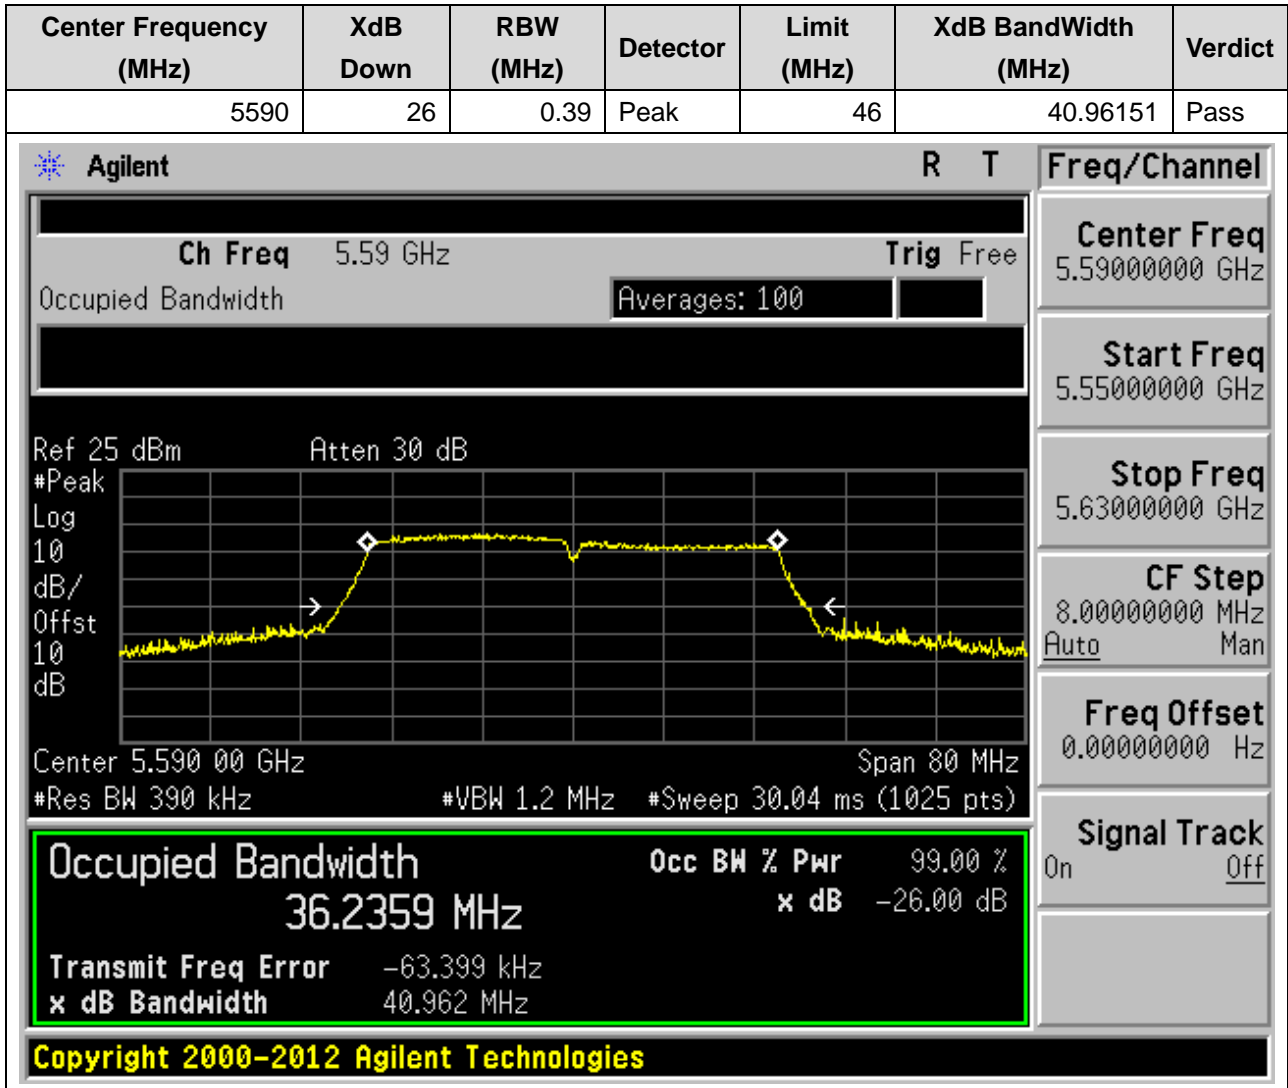 Center Frequency (MHz) XdB Down RBW (MHz) Detector Limit (MHz) XdB BandWidth (MHz) Verdict
5590 26 0.39 Peak 46 40.96151 Pass
Agilent R T
Ch Freq 5.59 GHz Trig Free
Occupied Bandwidth Averages: 100
Ref 25 dBm Atten 30 dB
#Peak
Log
10
dB/
Offst
10
dB
Center 5.590 00 GHz Span 80 MHz
#Res BW 390 kHz #VBW 1.2 MHz #Sweep 30.04 ms (1025 pts)
Occupied Bandwidth Occ BW % Pwr 99.00 %
36.2359 MHz x dB -26.00 dB
Transmit Freq Error -63.399 kHz
x dB Bandwidth 40.962 MHz
Copyright 2000-2012 Agilent Technologies
Freq/Channel
Center Freq
5.59000000 GHz
Start Freq
5.55000000 GHz
Stop Freq
5.63000000 GHz
CF Step
8.00000000 MHz
Auto Man
Freq Offset
0.00000000 Hz
Signal Track
On Off